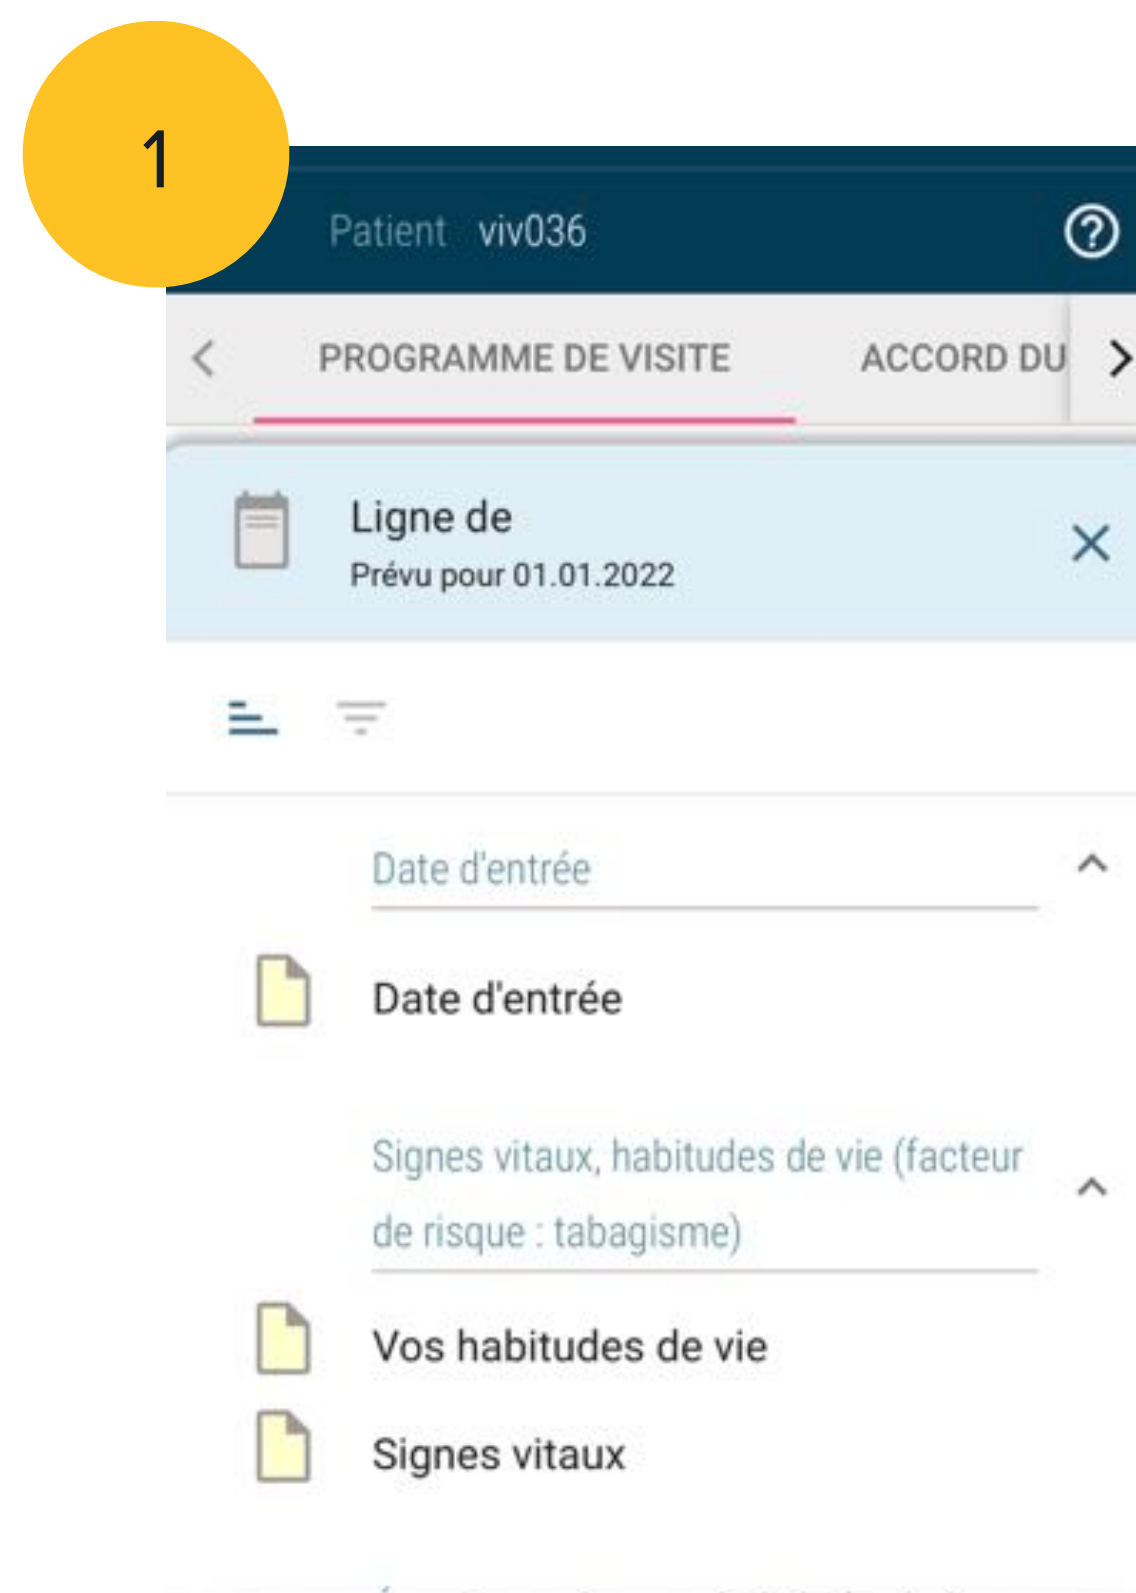 1
Patient viv036
PROGRAMME DE VISITE ACCORD DU
Ligne de
Prévu pour 01.01.2022
Date d'entrée
Date d'entrée
Signes vitaux, habitudes de vie (facteur
de risque : tabagisme)
Vos habitudes de vie
Signes vitaux